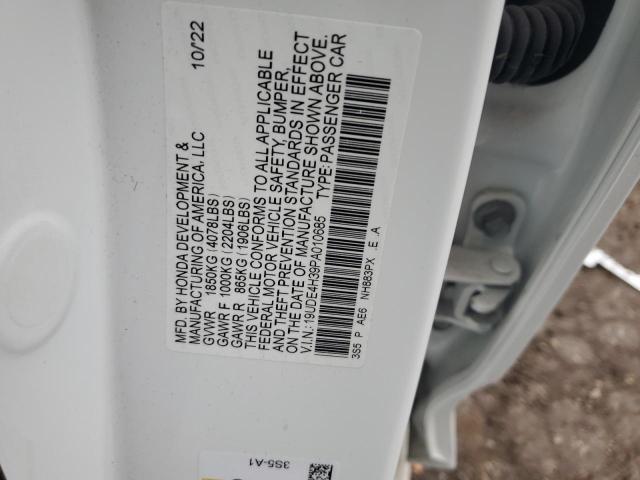 MFD. BY HONDA DEVELOPMENT & 10/22
MANUFACTURING OF AMERICA, LLC
GVWR 1850KG (4078LBS)
GAWR F 1000KG (2204LBS)
GAWR R 865KG (1906LBS)
THIS VEHICLE CONFORMS TO ALL APPLICABLE
FEDERAL MOTOR VEHICLE SAFETY, BUMPER,
AND THEFT PREVENTION STANDARDS IN EFFECT
ON THE DATE OF MANUFACTURE SHOWN ABOVE.
V.I.N.:19UDE4H39PA010685 TYPE:PASSENGER CAR
3S5 P AE6 NH883PX E .A
3S5-A1